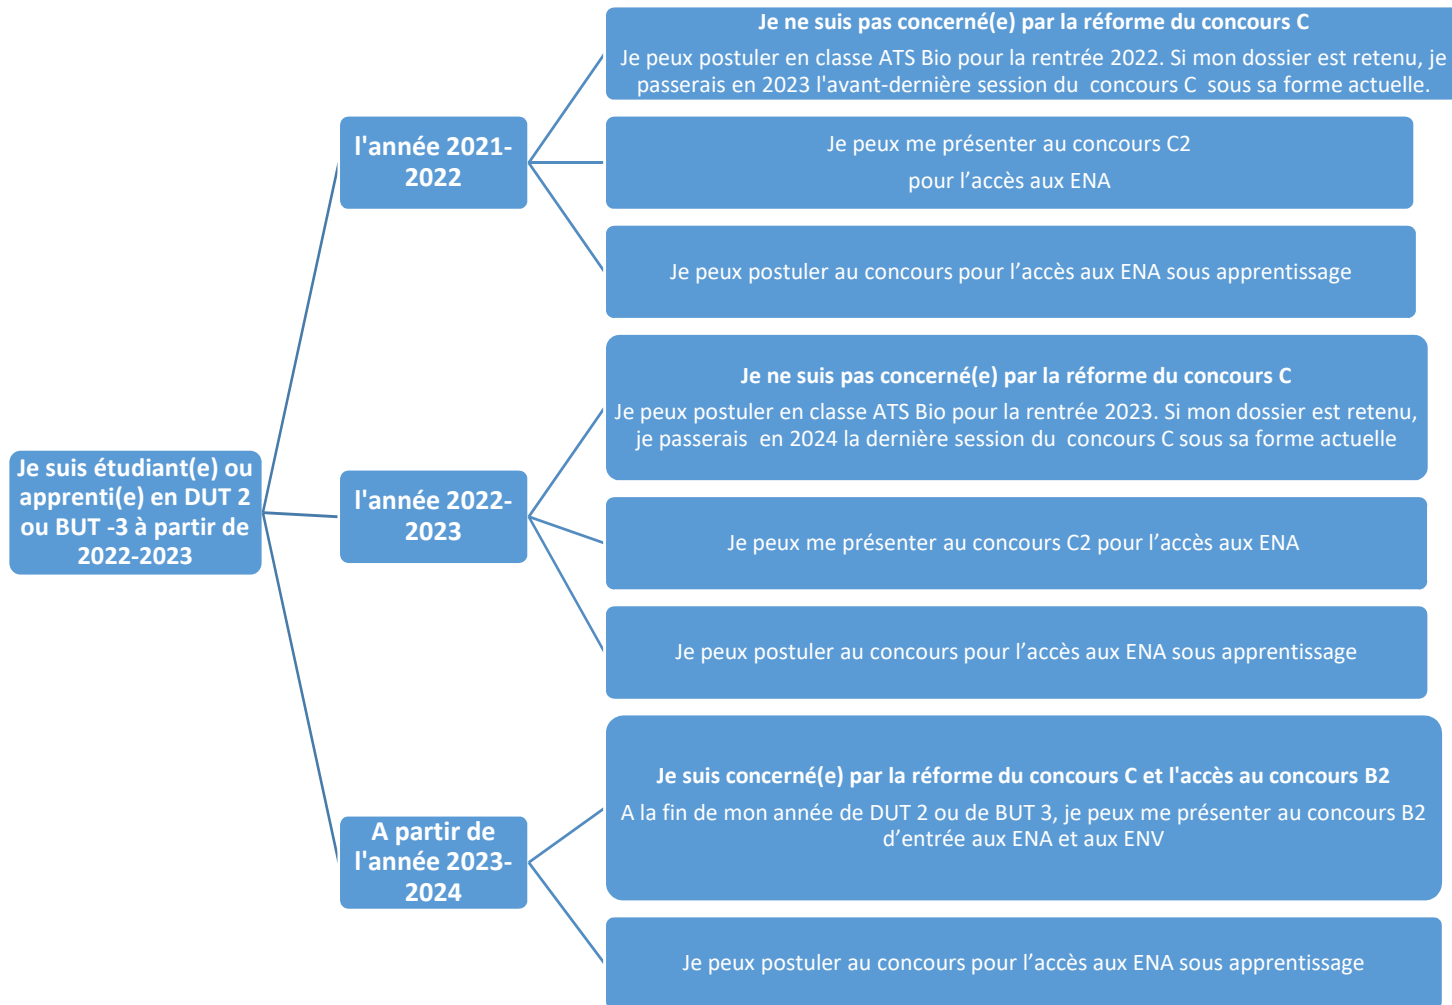 Je suis étudiant(e) ou
apprenti(e) en DUT 2
ou BUT -3 à partir de
2022-2023
l'année 2021-
2022
Je ne suis pas concerné(e) par la réforme du concours C
Je peux postuler en classe ATS Bio pour la rentrée 2022. Si mon dossier est retenu, je
passerais en 2023 l'avant-dernière session du concours C sous sa forme actuelle.
Je peux me présenter au concours C2
pour l’accès aux ENA
Je peux postuler au concours pour l’accès aux ENA sous apprentissage
l'année 2022-
2023
Je ne suis pas concerné(e) par la réforme du concours C
Je peux postuler en classe ATS Bio pour la rentrée 2023. Si mon dossier est retenu,
je passerais en 2024 la dernière session du concours C sous sa forme actuelle
Je peux me présenter au concours C2 pour l’accès aux ENA
Je peux postuler au concours pour l’accès aux ENA sous apprentissage
A partir de
l'année 2023-
2024
Je suis concerné(e) par la réforme du concours C et l'accès au concours B2
A la fin de mon année de DUT 2 ou de BUT 3, je peux me présenter au concours B2
d’entrée aux ENA et aux ENV
Je peux postuler au concours pour l’accès aux ENA sous apprentissage